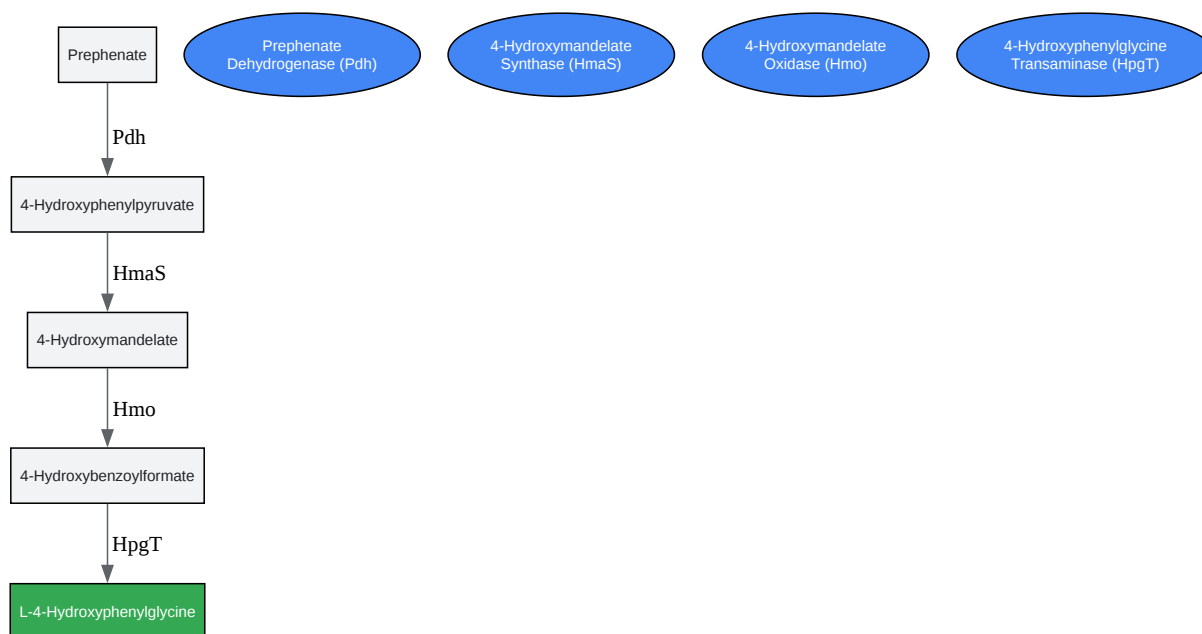 Prephenate
Prephenate
Dehydrogenase (Pdh)
4-Hydroxymandelate
Synthase (HmaS)
4-Hydroxymandelate
Oxidase (Hmo)
4-Hydroxyphenylglycine
Transaminase (HpgT)
Pdh
4-Hydroxyphenylpyruvate
HmaS
4-Hydroxymandelate
Hmo
4-Hydroxybenzoylformate
HpgT
L-4-Hydroxyphenylglycine